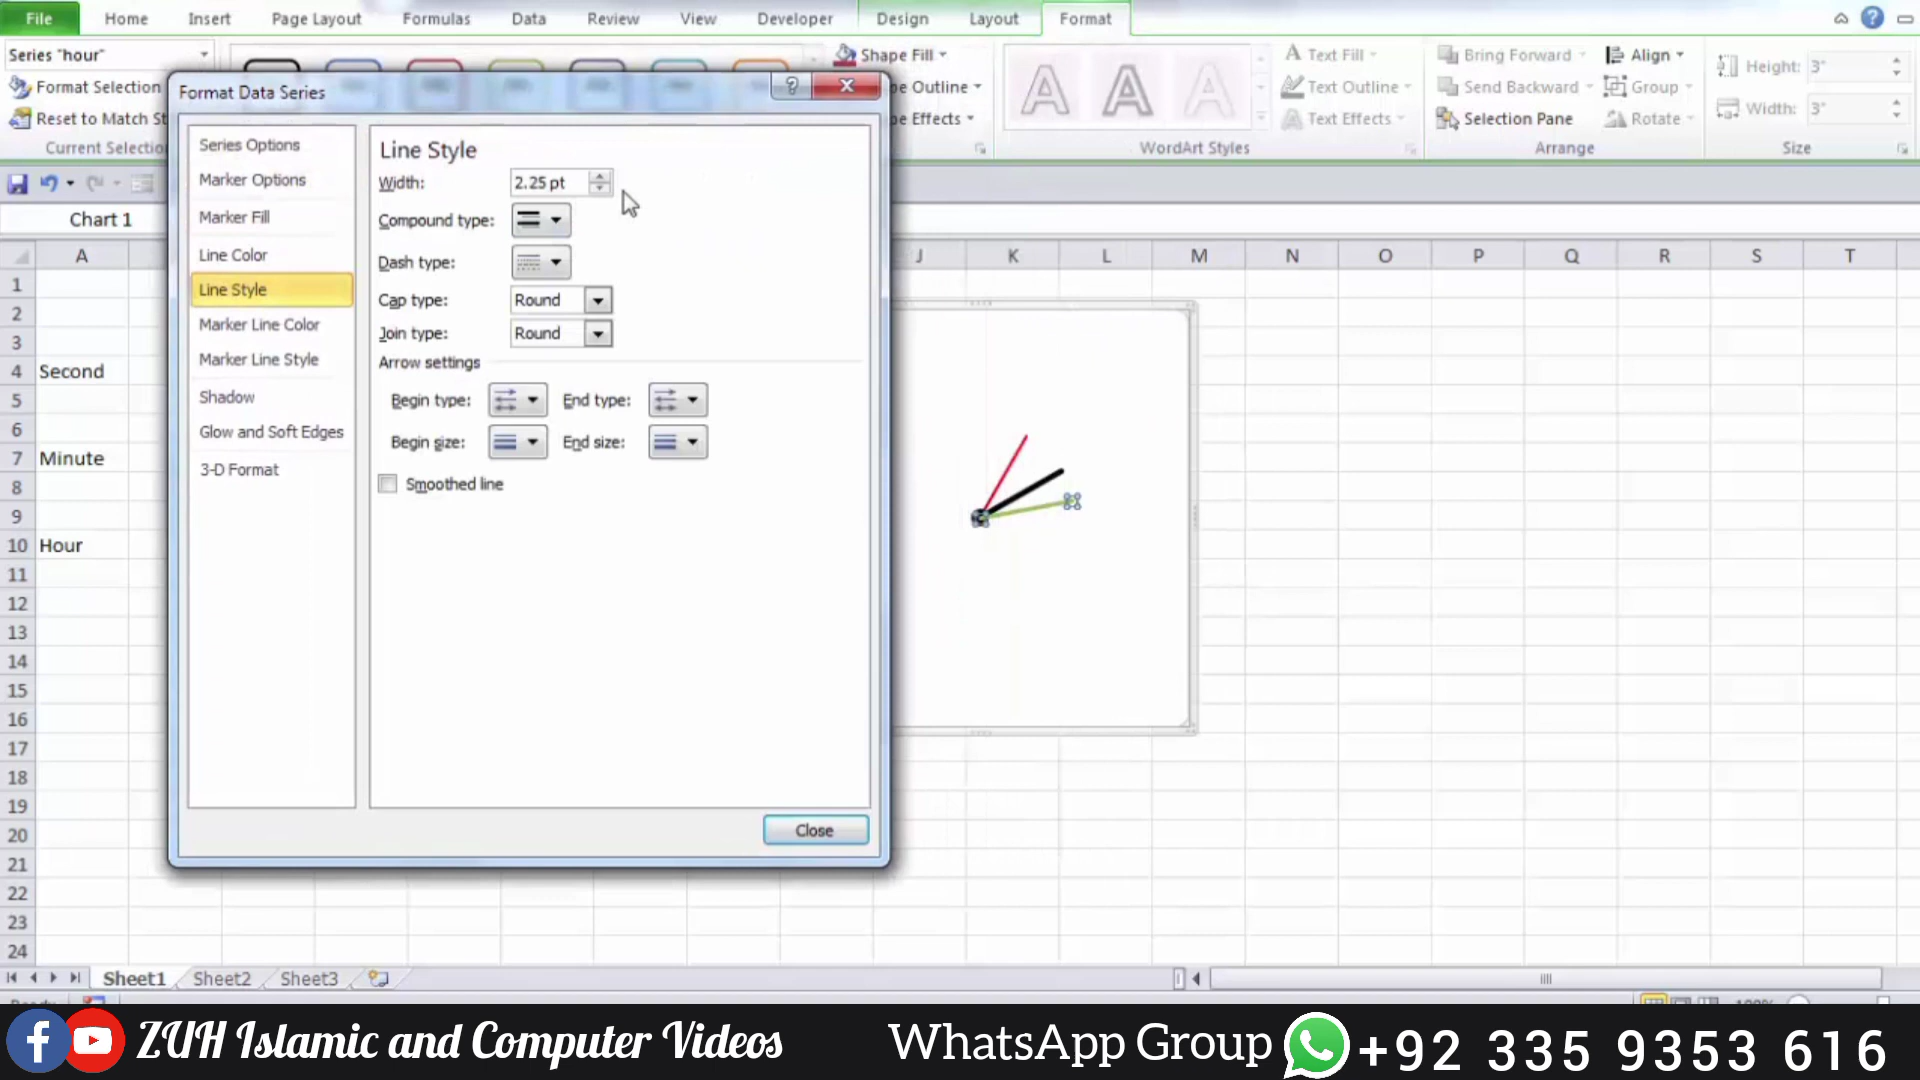 File Home Insert Page Layout Formulas Data Review View Developer Design Layout Format
Series "hour"
Format Selection
Reset to Match St
Current Selectio
Shape Fill
pe Outline
pe Effects
Text Fill
Text Outline
Text Effects
WordArt Styles
Bring Forward
Send Backward
Selection Pane
Align
Group
Rotate
Arrange
Height: 3"
Width: 3"
Size
Chart 1
Format Data Series
Series Options
Marker Options
Marker Fill
Line Color
Line Style
Marker Line Color
Marker Line Style
Shadow
Glow and Soft Edges
3-D Format
Line Style
Width: 2.25 pt
Compound type:
Dash type:
Cap type: Round
Join type: Round
Arrow settings
Begin type: End type:
Begin size: End size:
Smoothed line
Close
A J K L M N O P Q R S T
1
2
3
4 Second
5
6
7 Minute
8
9
10 Hour
11
12
13
14
15
16
17
18
19
20
21
22
23
24
Sheet1 Sheet2 Sheet3
ZUH Islamic and Computer Videos
WhatsApp Group +92 335 9353 616